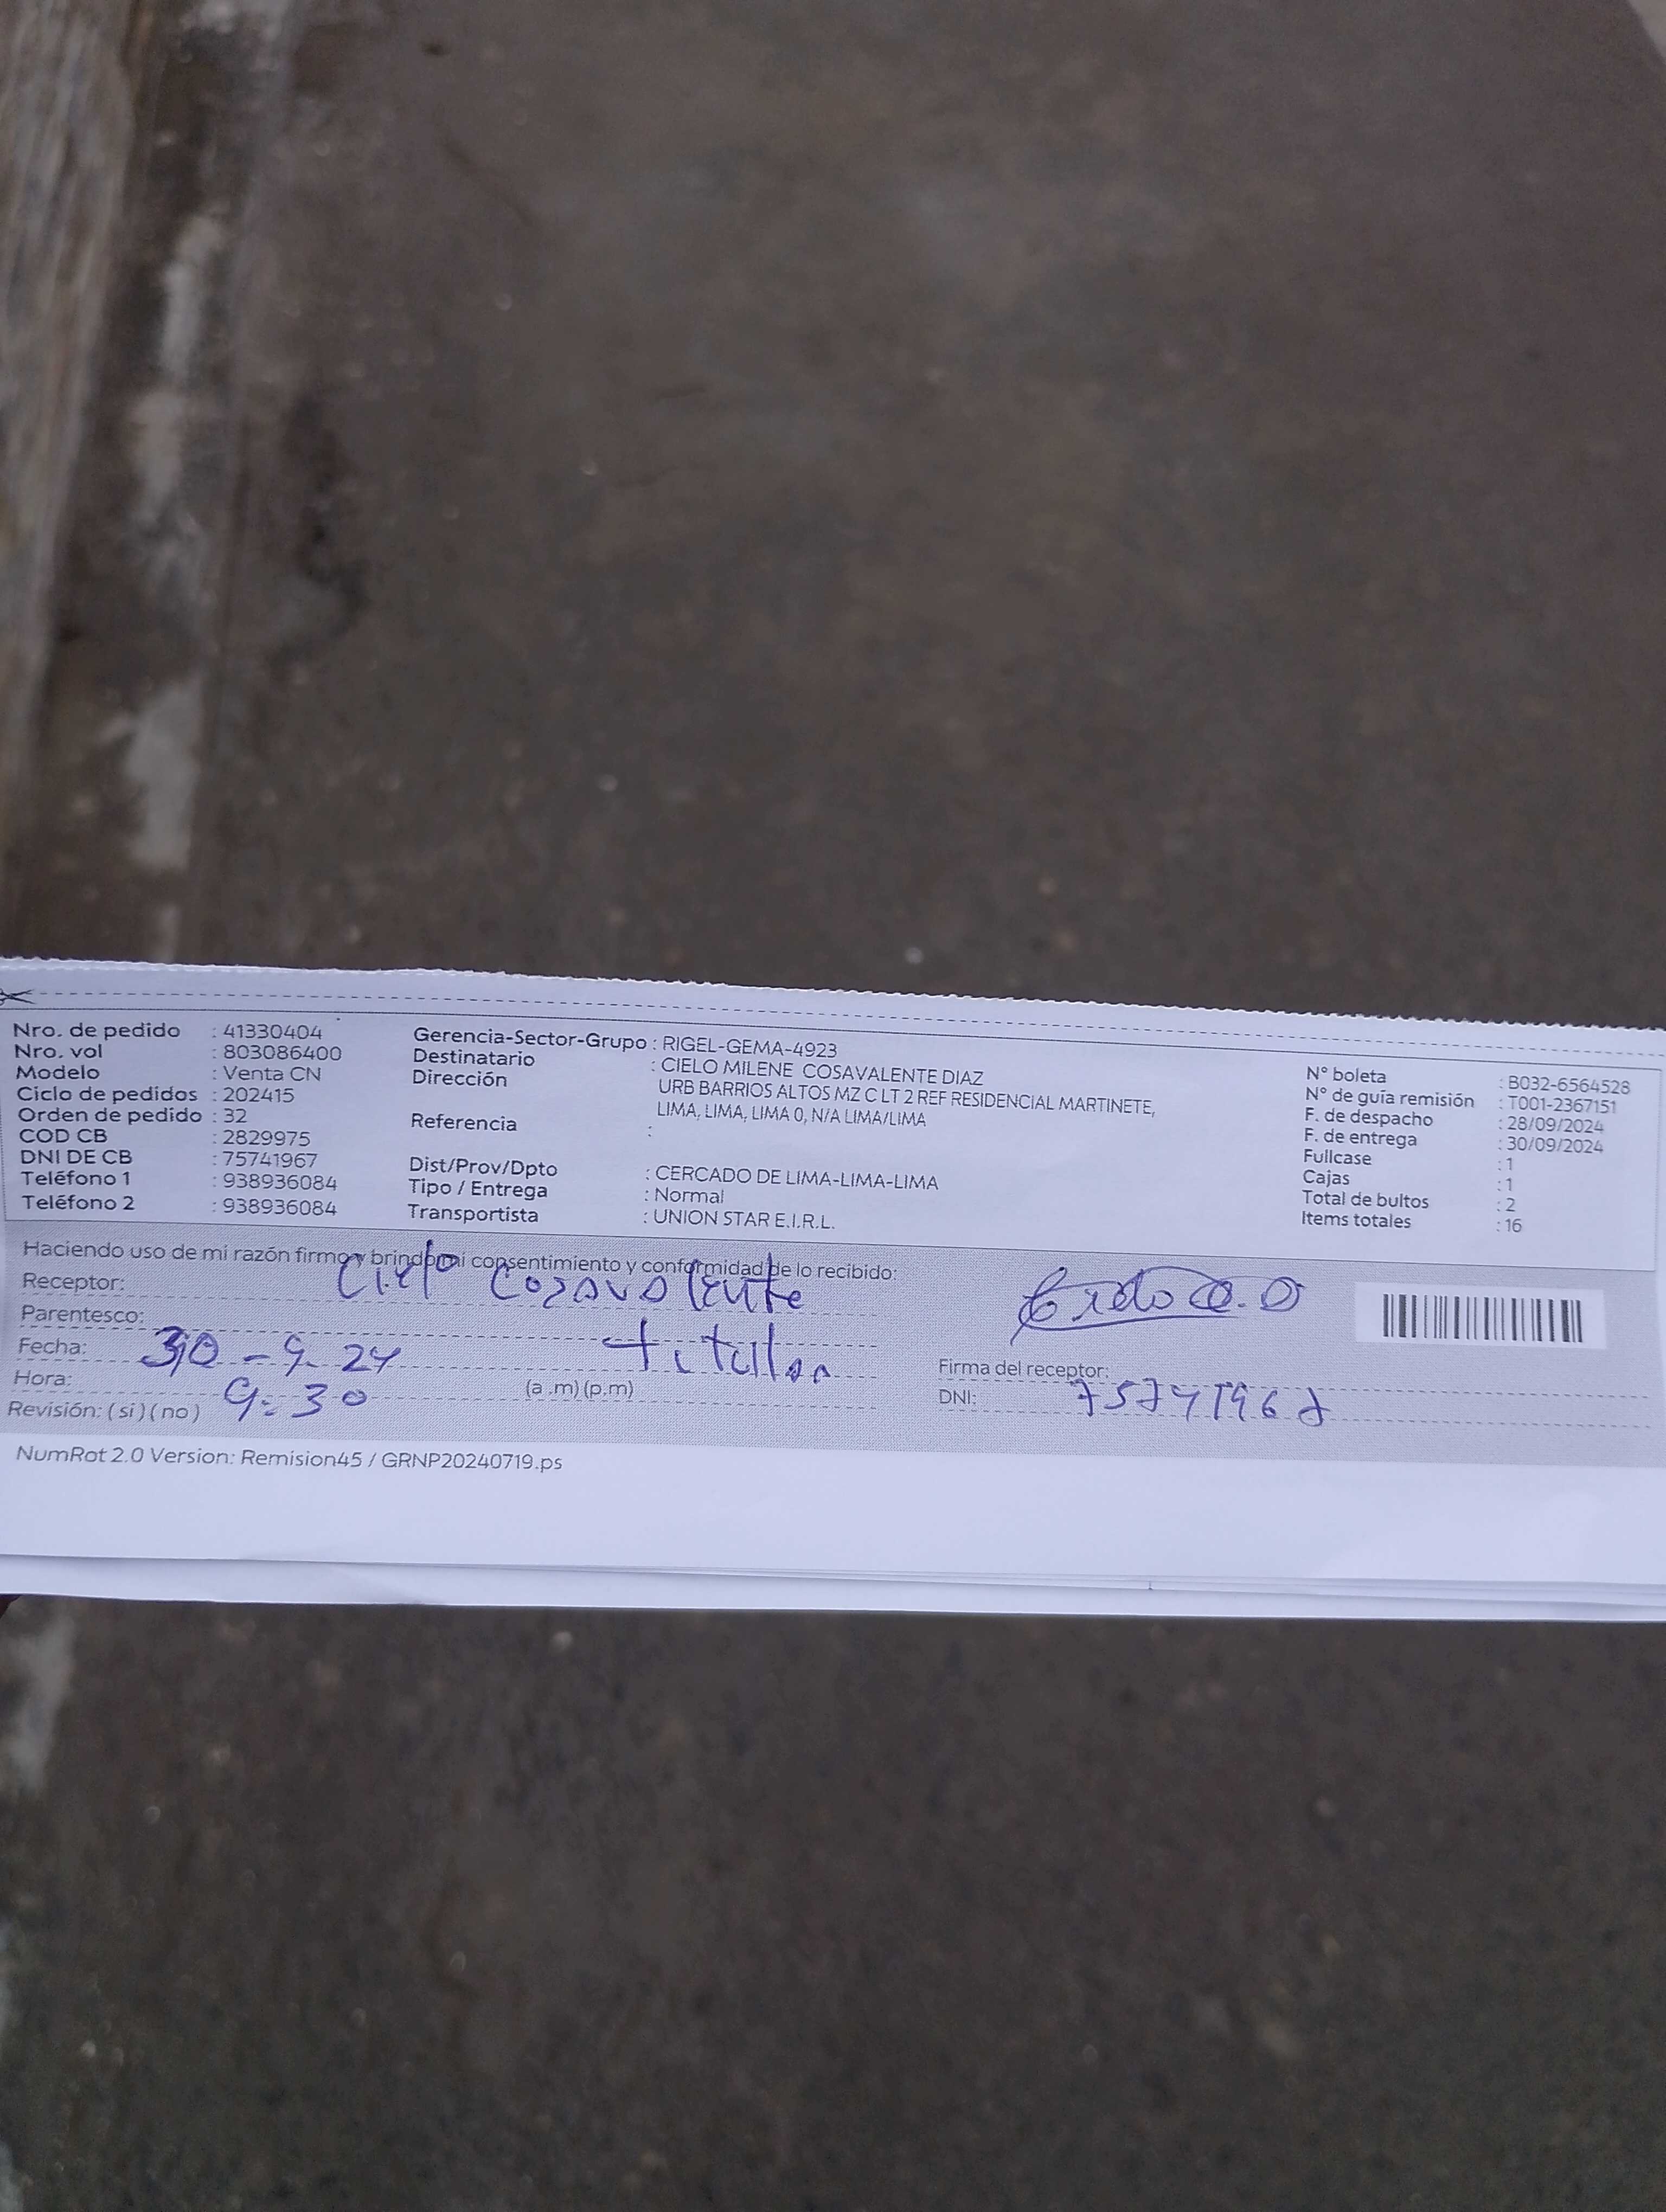 Nro. de pedido : 41330404
Nro. vol : 803086400
Modelo : Venta CN
Ciclo de pedidos : 202415
Orden de pedido : 32
COD CB : 2829975
DNI DE CB : 75741967
Teléfono 1 : 938936084
Teléfono 2 : 938936084
Gerencia-Sector-Grupo : RIGEL-GEMA-4923
Destinatario : CIELO MILENE COSAVALENTE DIAZ
Dirección URB BARRIOS ALTOS MZ C LT 2 REF RESIDENCIAL MARTINETE,
LIMA, LIMA, LIMA 0, N/A LIMA/LIMA
Referencia :
Dist/Prov/Dpto : CERCADO DE LIMA-LIMA-LIMA
Tipo / Entrega : Normal
Transportista : UNION STAR E.I.R.L.
N° boleta : B032-6564528
N° de guía remisión : T001-2367151
F. de despacho : 28/09/2024
F. de entrega : 30/09/2024
Fullcase : 1
Cajas : 1
Total de bultos : 2
Items totales : 16
Haciendo uso de mi razón firmo y brindo mi consentimiento y conformidad de lo recibido:
Receptor: Cielo Cosavalente
Parentesco: titular
Fecha: 30 - 9 - 24
Hora: 9:30 (a .m) (p.m)
Revisión: ( si ) ( no )
Firma del receptor:
DNI: 75741967
NumRot 2.0 Version: Remision45 / GRNP20240719.ps